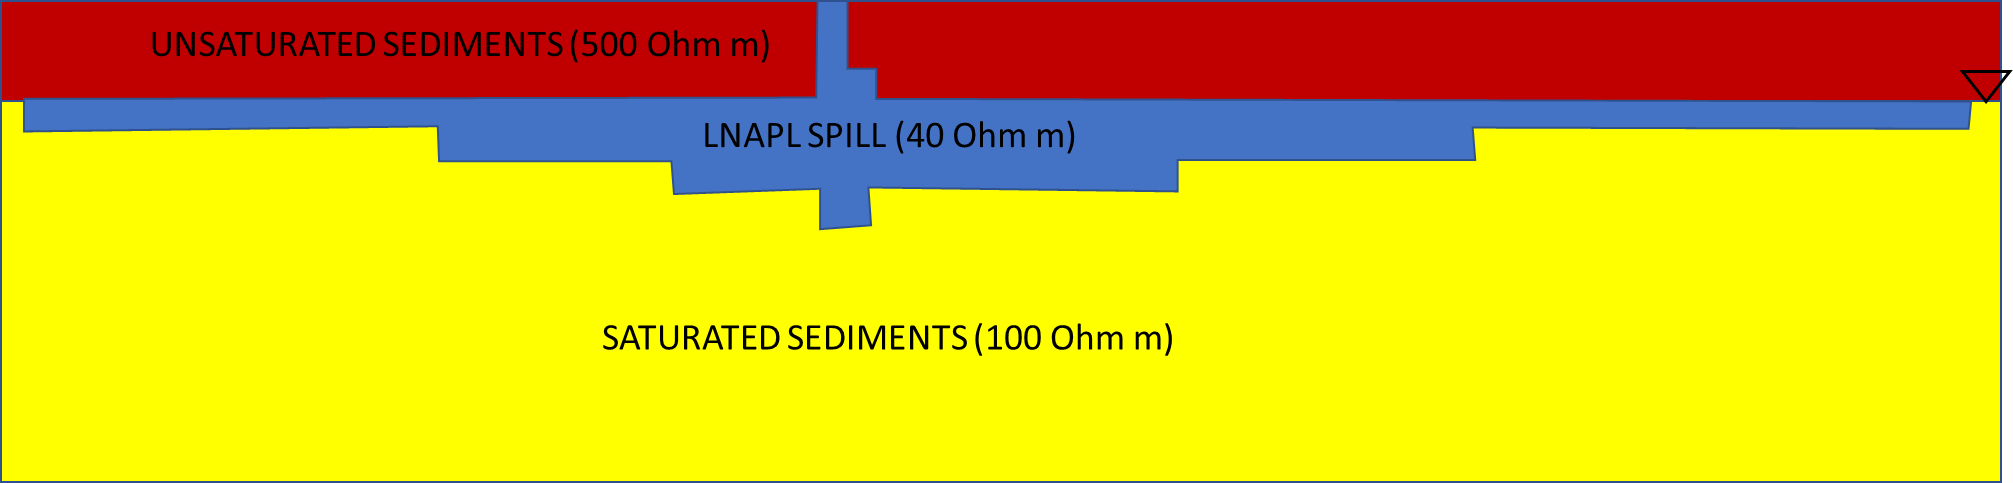 UNSATURATED SEDIMENTS (500 Ohm m)
LNAPL SPILL (40 Ohm m)
SATURATED SEDIMENTS (100 Ohm m)